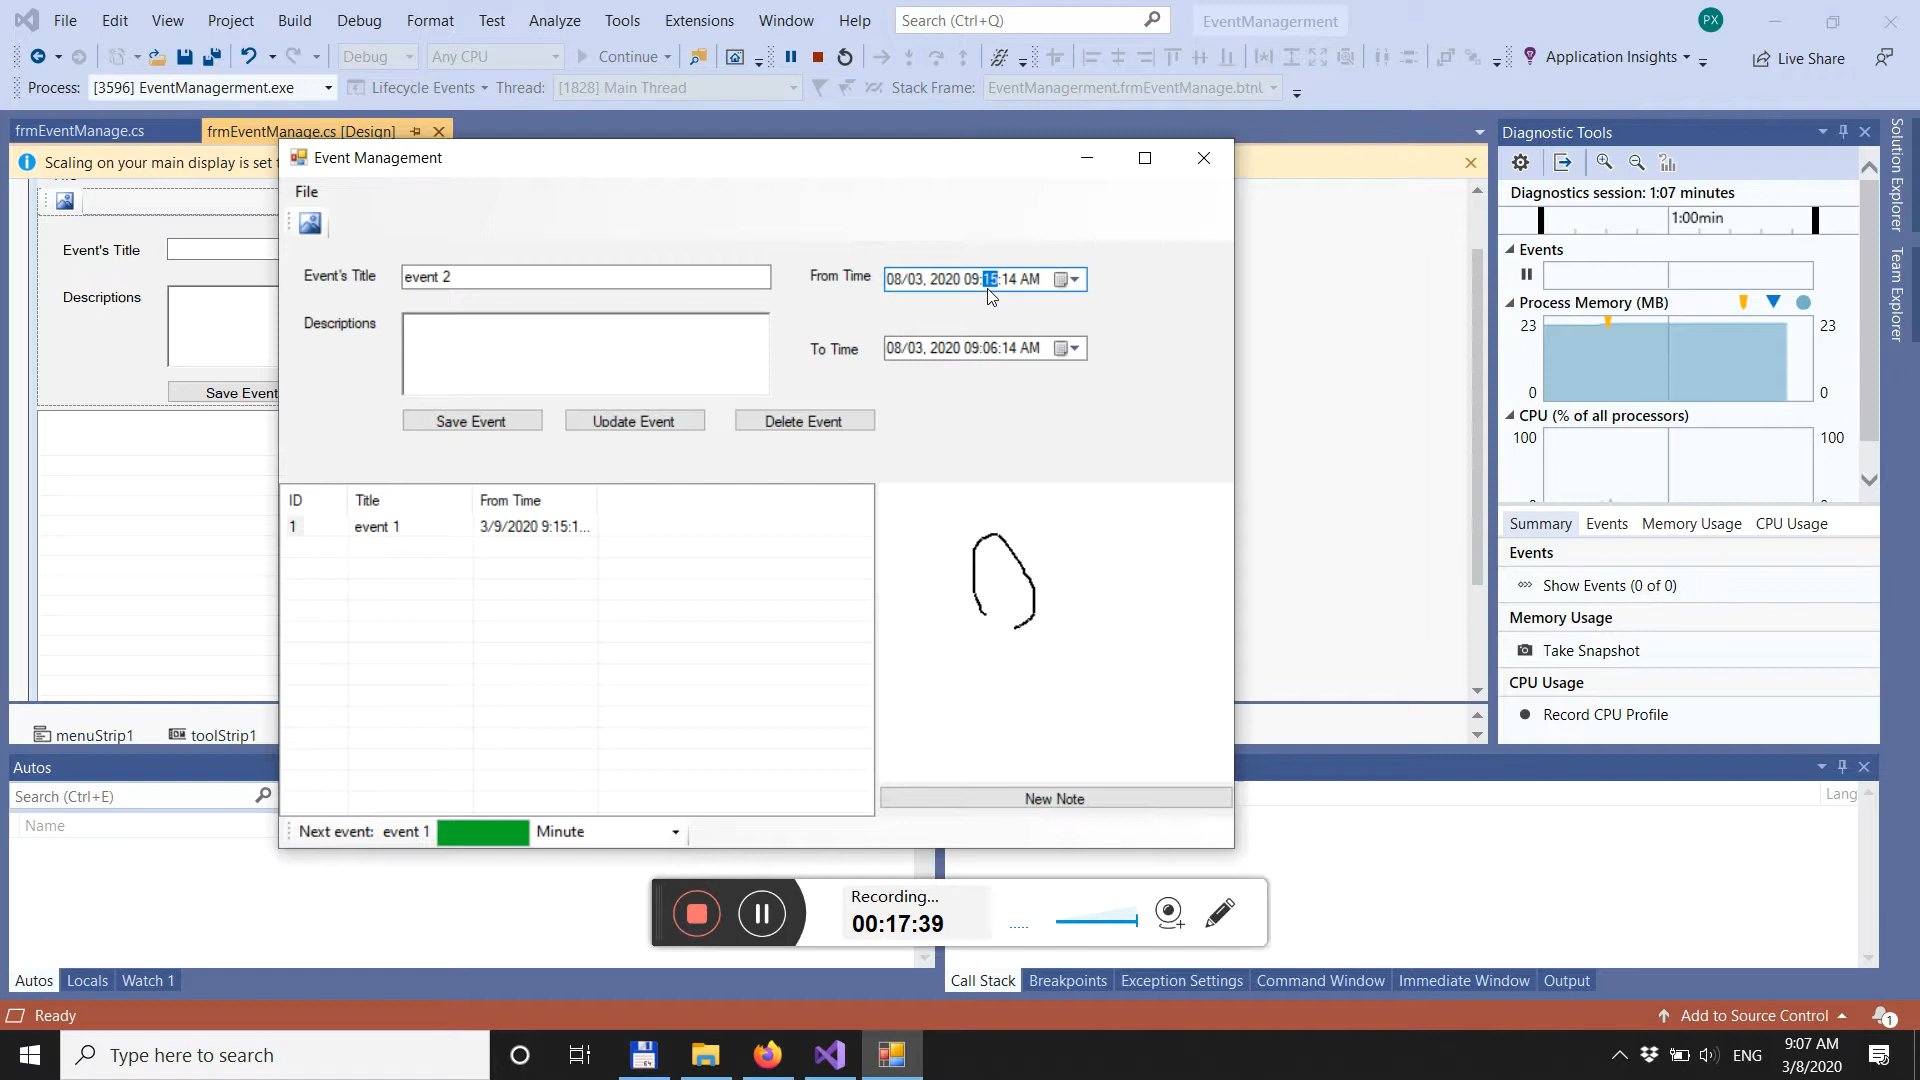 File Edit View Project Build Debug Format Test Analyze Tools Extensions Window Help Search (Ctrl+Q) EventManagerment PX
Debug Any CPU Continue Application Insights Live Share
Process: [3596] EventManagerment.exe Lifecycle Events Thread: [1828] Main Thread Stack Frame: EventManagerment.frmEventManage.btnl
frmEventManage.cs frmEventManage.cs [Design]
Scaling on your main display is set
Event's Title
Descriptions
Save Event
menuStrip1 toolStrip1
Event Management
File
Event's Title event 2 From Time 08/03, 2020 09:15:14 AM
Descriptions
To Time 08/03, 2020 09:06:14 AM
Save Event Update Event Delete Event
ID Title From Time
1 event 1 3/9/2020 9:15:1...
New Note
Next event: event 1 Minute
Diagnostic Tools
Diagnostics session: 1:07 minutes
1:00min
Events
Process Memory (MB)
23 23
0 0
CPU (% of all processors)
100 100
Summary Events Memory Usage CPU Usage
Events
Show Events (0 of 0)
Memory Usage
Take Snapshot
CPU Usage
Record CPU Profile
Solution Explorer
Team Explorer
Autos
Search (Ctrl+E)
Name
Lang
Recording...
00:17:39
Autos Locals Watch 1
Call Stack Breakpoints Exception Settings Command Window Immediate Window Output
Ready Add to Source Control 1
Type here to search 64 ENG 9:07 AM
3/8/2020